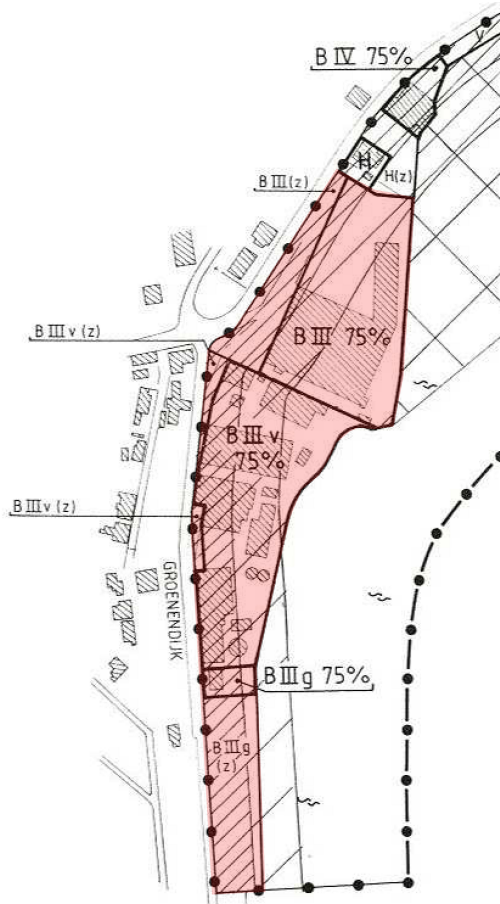 V
B IV 75%
H
H(z)
B III(z)
B III 75%
B III v (z)
B III v
75%
B III v (z)
GROENENDIJK
B III g 75%
B III g
(z)